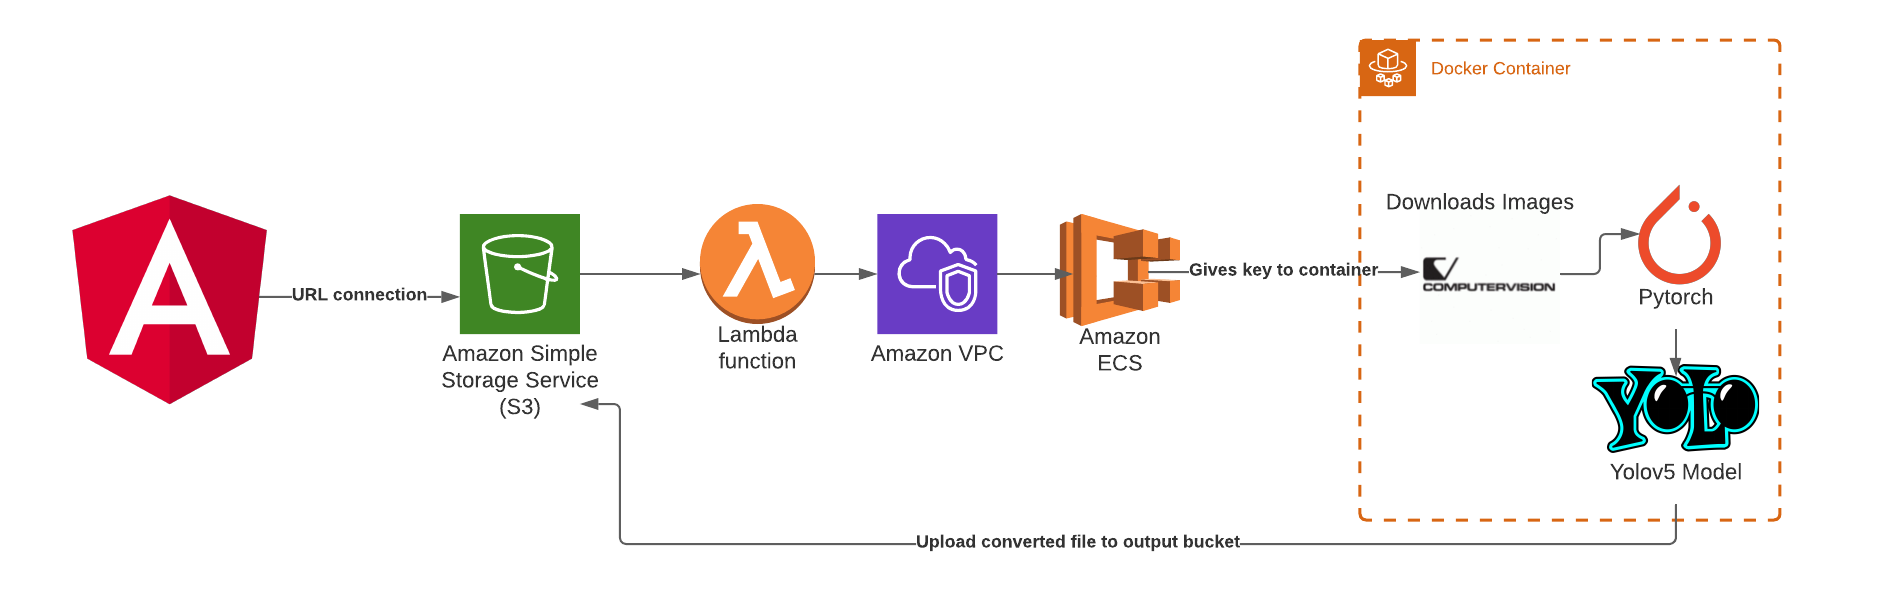 Docker Container
Downloads Images
URL connection
Gives key to container
COMPUTERVISION
Pytorch
Lambda
function
Amazon Simple
Storage Service
(S3)
Amazon VPC
Amazon
ECS
YOLO
Yolov5 Model
Upload converted file to output bucket